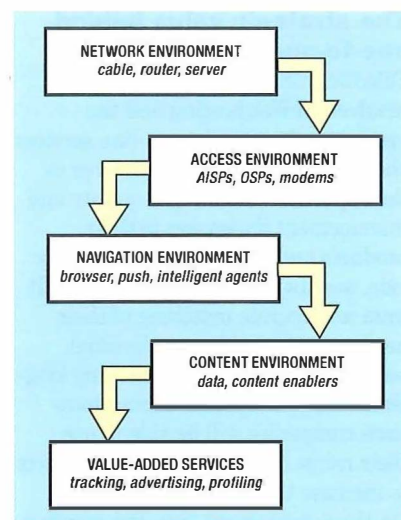 NETWORK ENVIRONMENT
cable, router, server
ACCESS ENVIRONMENT
AISPs, OSPs, modems
NAVIGATION ENVIRONMENT
browser, push, intelligent agents
CONTENT ENVIRONMENT
data, content enablers
VALUE-ADDED SERVICES
tracking, advertising, profiling